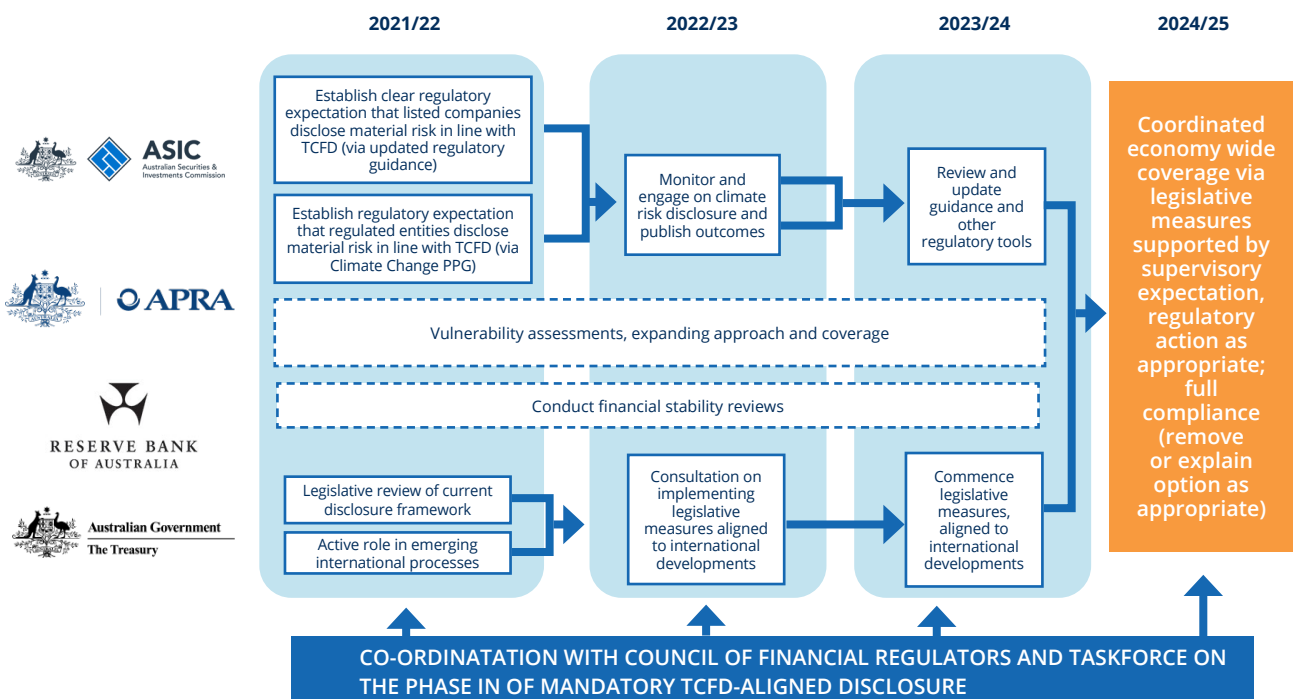 2021/22
2022/23
2023/24
2024/25
ASIC
Australian Securities &
Investments Commission
APRA
RESERVE BANK
OF AUSTRALIA
Australian Government
The Treasury
Establish clear regulatory
expectation that listed companies
disclose material risk in line with
TCFD (via updated regulatory
guidance)
Establish regulatory expectation
that regulated entities disclose
material risk in line with TCFD (via
Climate Change PPG)
Monitor and
engage on climate
risk disclosure and
publish outcomes
Review and
update
guidance and
other
regulatory tools
Vulnerability assessments, expanding approach and coverage
Conduct financial stability reviews
Legislative review of current
disclosure framework
Active role in emerging
international processes
Consultation on
implementing
legislative
measures aligned
to international
developments
Commence
legislative
measures,
aligned to
international
developments
Coordinated
economy wide
coverage via
legislative
measures
supported by
supervisory
expectation,
regulatory
action as
appropriate;
full
compliance
(remove
or explain
option as
appropriate)
CO-ORDINATATION WITH COUNCIL OF FINANCIAL REGULATORS AND TASKFORCE ON
THE PHASE IN OF MANDATORY TCFD-ALIGNED DISCLOSURE